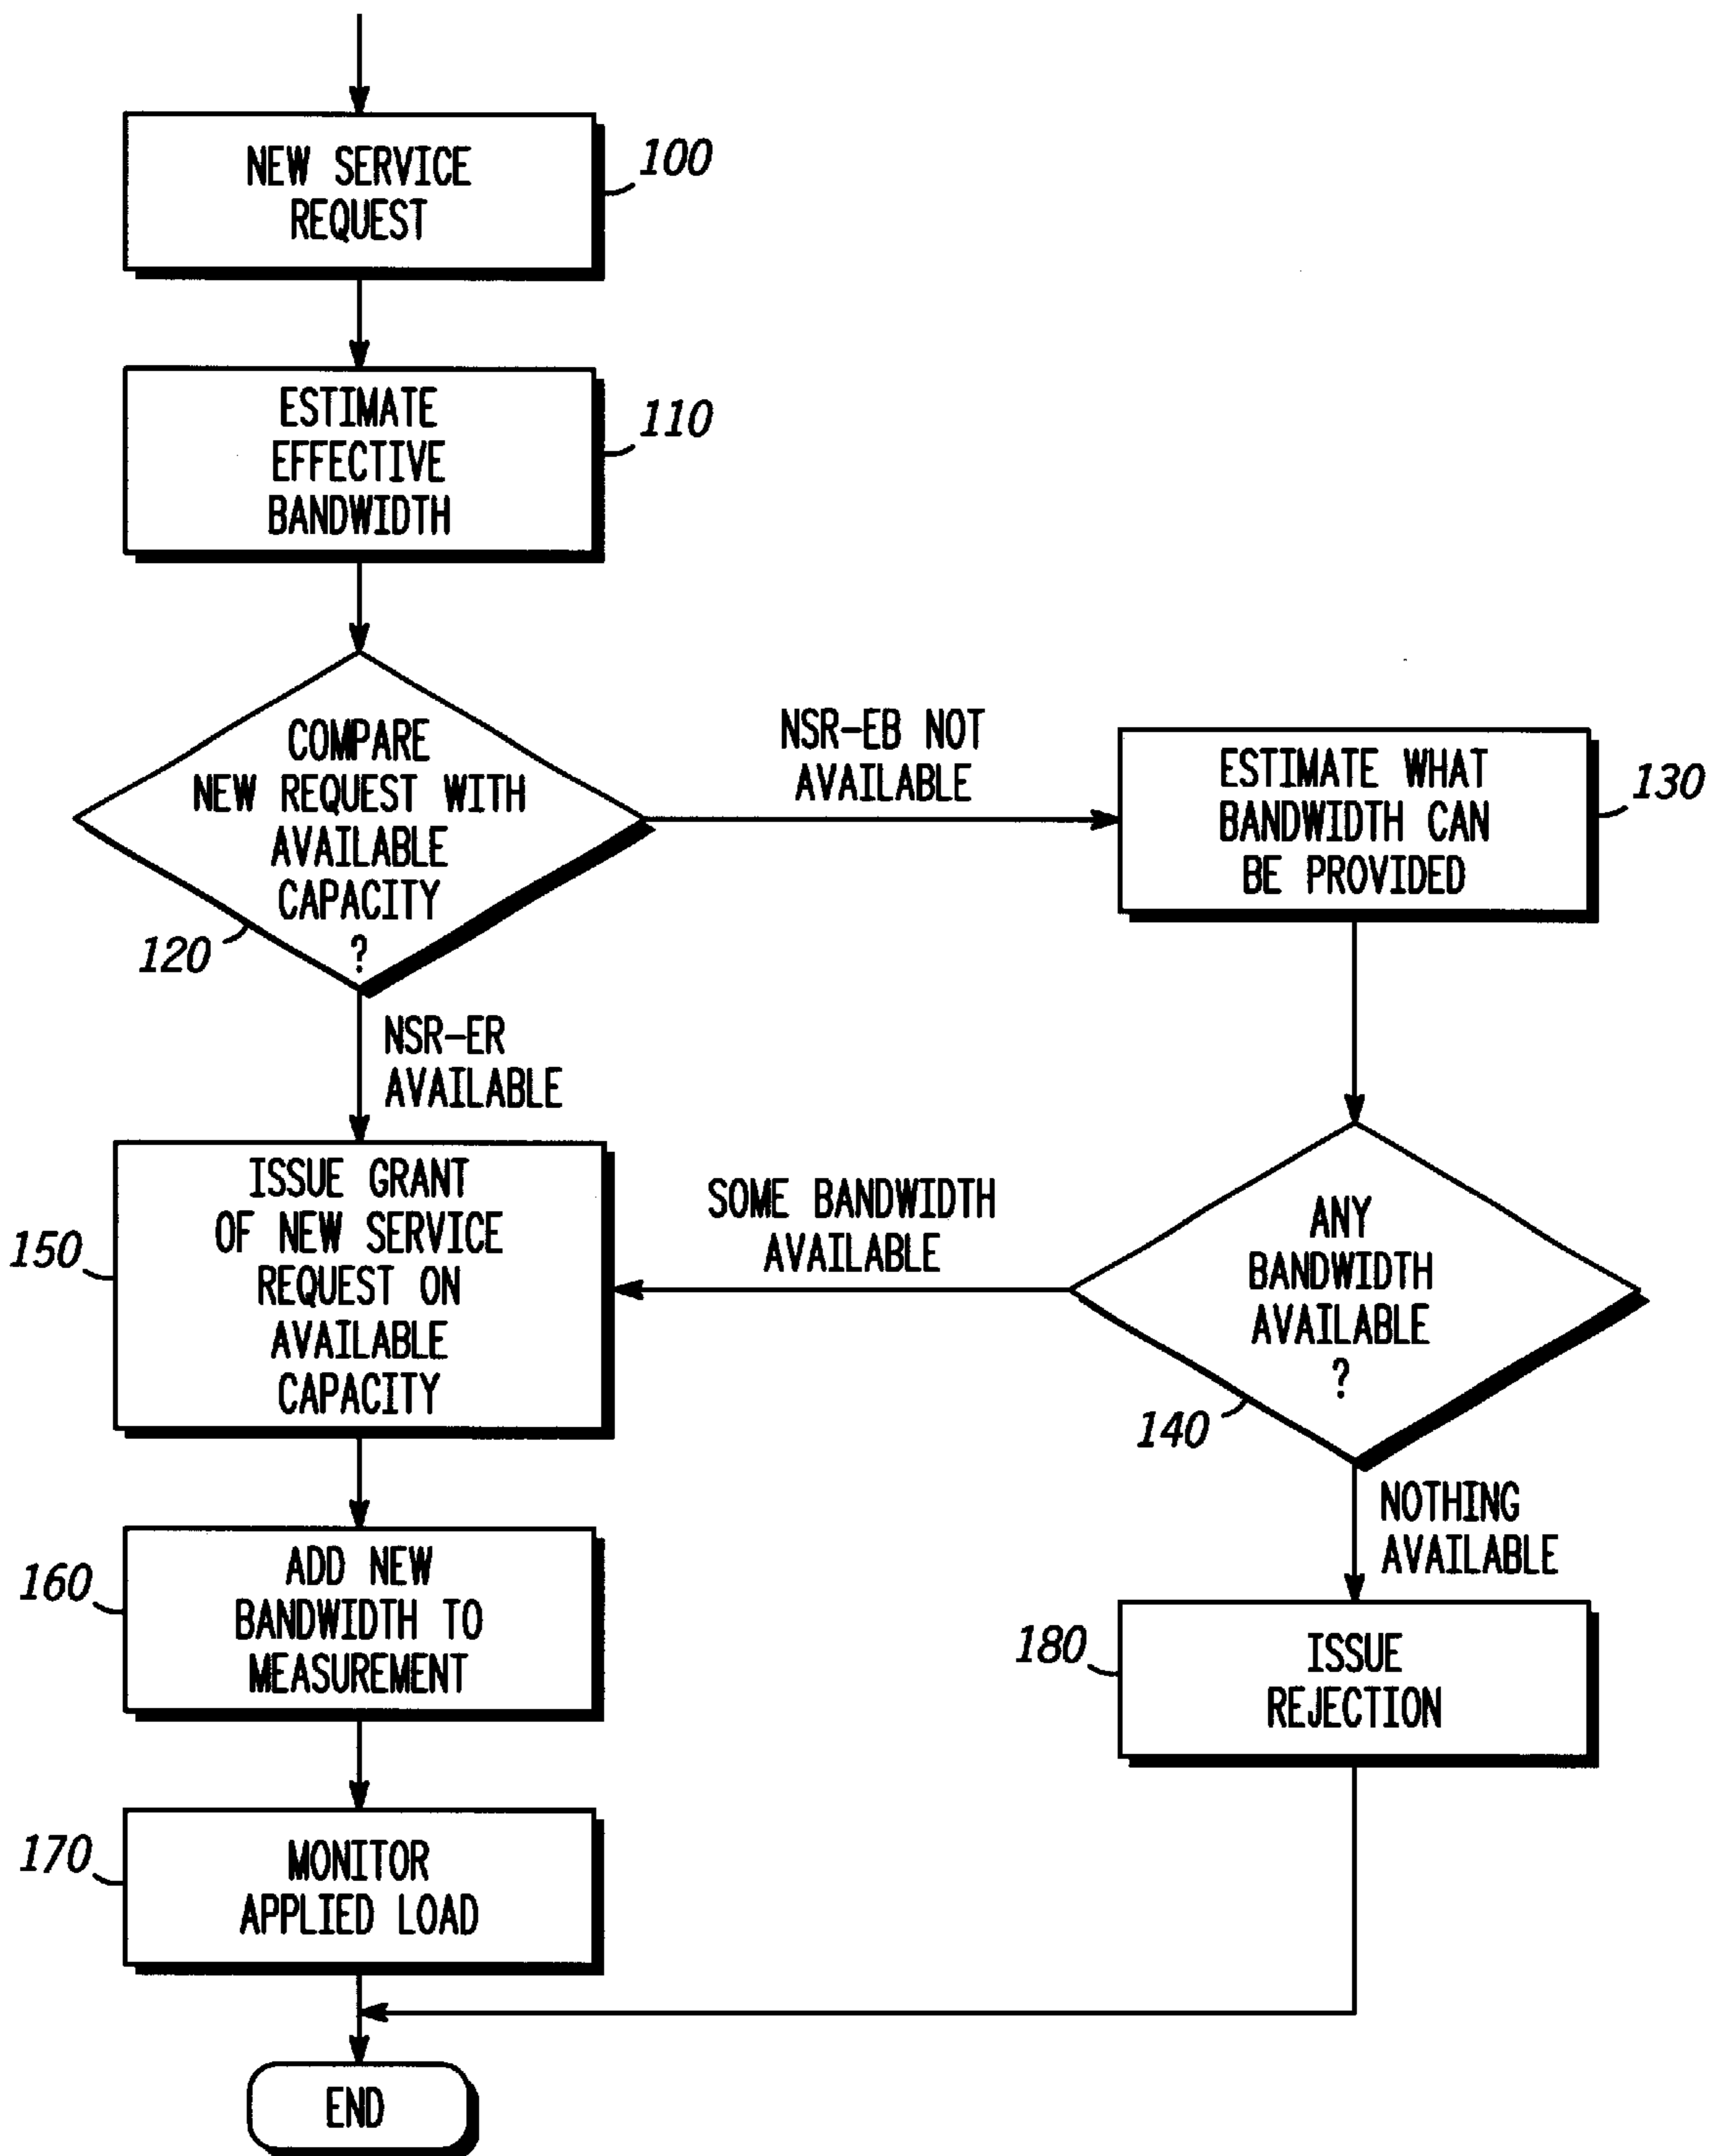 NEW SERVICE
REQUEST
100
ESTIMATE
EFFECTIVE
BANDWIDTH
110
COMPARE
NEW REQUEST WITH
AVAILABLE
CAPACITY
?
120
NSR-EB NOT
AVAILABLE
ESTIMATE WHAT
BANDWIDTH CAN
BE PROVIDED
130
NSR-ER
AVAILABLE
ISSUE GRANT
OF NEW SERVICE
REQUEST ON
AVAILABLE
CAPACITY
150
SOME BANDWIDTH
AVAILABLE
ANY
BANDWIDTH
AVAILABLE
?
140
NOTHING
AVAILABLE
160
ADD NEW
BANDWIDTH TO
MEASUREMENT
180
ISSUE
REJECTION
170
MONITOR
APPLIED LOAD
END